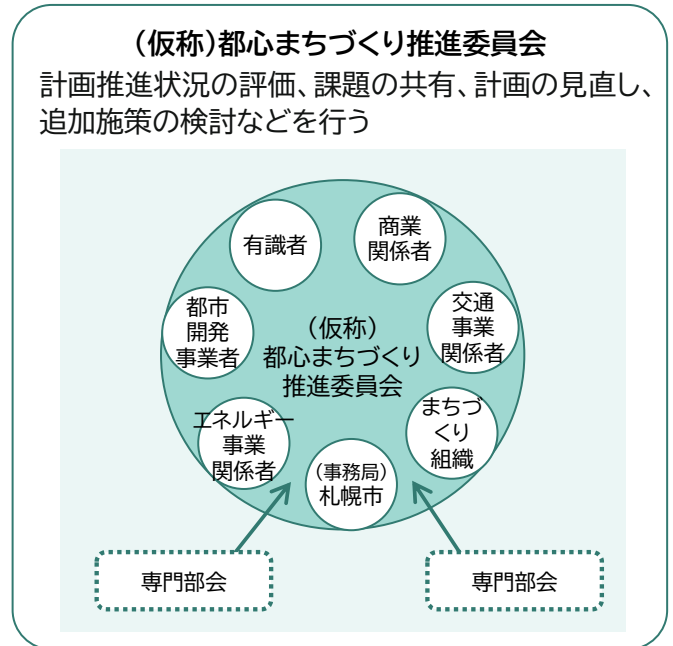 （仮称）都心まちづくり推進委員会
計画推進状況の評価、課題の共有、計画の見直し、
追加施策の検討などを行う
有識者
商業
関係者
都市
開発
事業者
（仮称）
都心まちづくり
推進委員会
交通
事業
関係者
エネルギー
事業
関係者
まちづ
くり
組織
（事務局）
札幌市
専門部会
専門部会